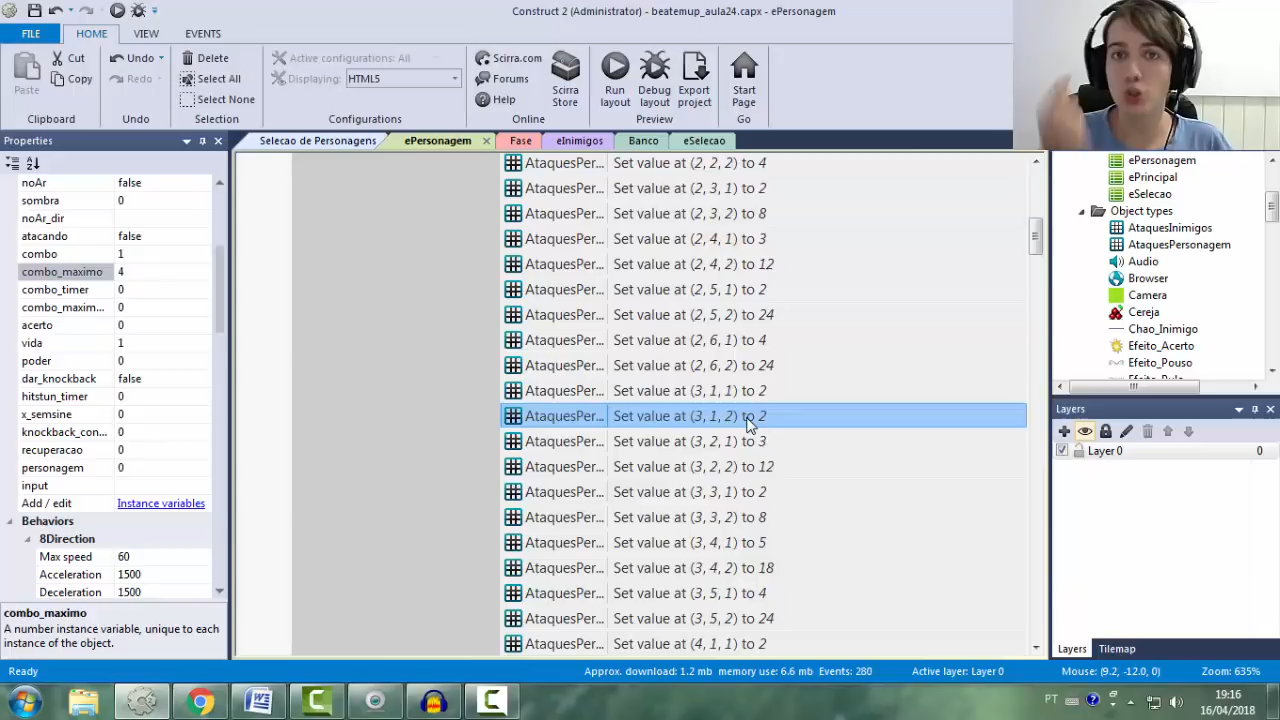 Construct 2 (Administrator) - beatemup_aula24.capx - ePersonagem
FILE HOME VIEW EVENTS
Paste Cut Copy Clipboard
Undo Redo Undo
Delete Select All Select None Selection
Active configurations: All
Displaying: HTML5
Configurations
Scirra.com Forums Help Scirra Store Online
Run layout Debug layout Export project Preview
Start Page Go
Properties
Selecao de Personagens ePersonagem Fase eInimigos Banco eSelecao
noAr false
sombra 0
noAr_dir
atacando false
combo 1
combo_maximo 4
combo_timer 0
combo_maxim... 0
acerto 0
vida 1
poder 0
dar_knockback false
hitstun_timer 0
x_semsine 0
knockback_con... 0
recuperacao 0
personagem 0
input
Add / edit Instance variables
Behaviors
8Direction
Max speed 60
Acceleration 1500
Deceleration 1500
combo_maximo
A number instance variable, unique to each
instance of the object.
AtaquesPer... Set value at (2, 2, 2) to 4
AtaquesPer... Set value at (2, 3, 1) to 2
AtaquesPer... Set value at (2, 3, 2) to 8
AtaquesPer... Set value at (2, 4, 1) to 3
AtaquesPer... Set value at (2, 4, 2) to 12
AtaquesPer... Set value at (2, 5, 1) to 2
AtaquesPer... Set value at (2, 5, 2) to 24
AtaquesPer... Set value at (2, 6, 1) to 4
AtaquesPer... Set value at (2, 6, 2) to 24
AtaquesPer... Set value at (3, 1, 1) to 2
AtaquesPer... Set value at (3, 1, 2) to 2
AtaquesPer... Set value at (3, 2, 1) to 3
AtaquesPer... Set value at (3, 2, 2) to 12
AtaquesPer... Set value at (3, 3, 1) to 2
AtaquesPer... Set value at (3, 3, 2) to 8
AtaquesPer... Set value at (3, 4, 1) to 5
AtaquesPer... Set value at (3, 4, 2) to 18
AtaquesPer... Set value at (3, 5, 1) to 4
AtaquesPer... Set value at (3, 5, 2) to 24
AtaquesPer... Set value at (4, 1, 1) to 2
ePersonagem
ePrincipal
eSelecao
Object types
AtaquesInimigos
AtaquesPersonagem
Audio
Browser
Camera
Cereja
Chao_Inimigo
Efeito_Acerto
Efeito_Pouso
Layers
Layer 0 0
Layers Tilemap
Ready Approx. download: 1.2 mb memory use: 6.6 mb Events: 280 Active layer: Layer 0 Mouse: (9.2, -12.0, 0) Zoom: 635%
PT 19:16
16/04/2018